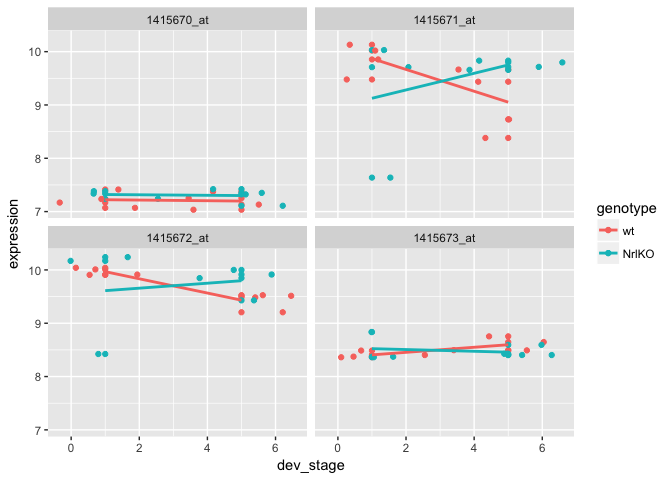 1415670_at 1415671_at
10
9
8
7
expression
1415672_at 1415673_at
10
9
8
7
0 2 4 6 0 2 4 6
dev_stage
genotype
wt
NrlKO